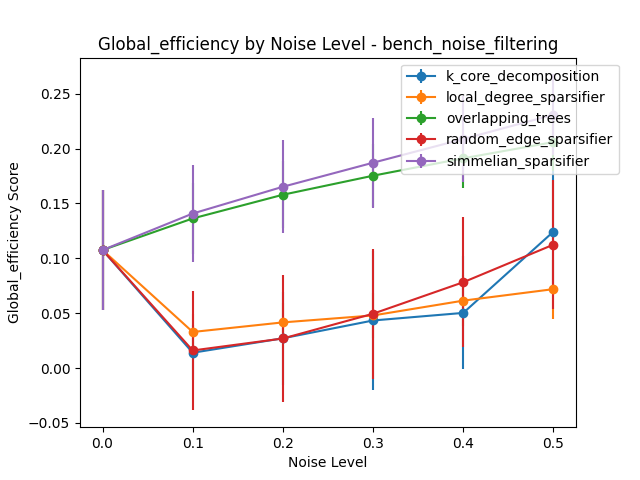 Global_efficiency by Noise Level - bench_noise_filtering
k_core_decomposition
local_degree_sparsifier
overlapping_trees
random_edge_sparsifier
simmelian_sparsifier
Global_efficiency Score
0.25
0.20
0.15
0.10
0.05
0.00
−0.05
0.0 0.1 0.2 0.3 0.4 0.5
Noise Level